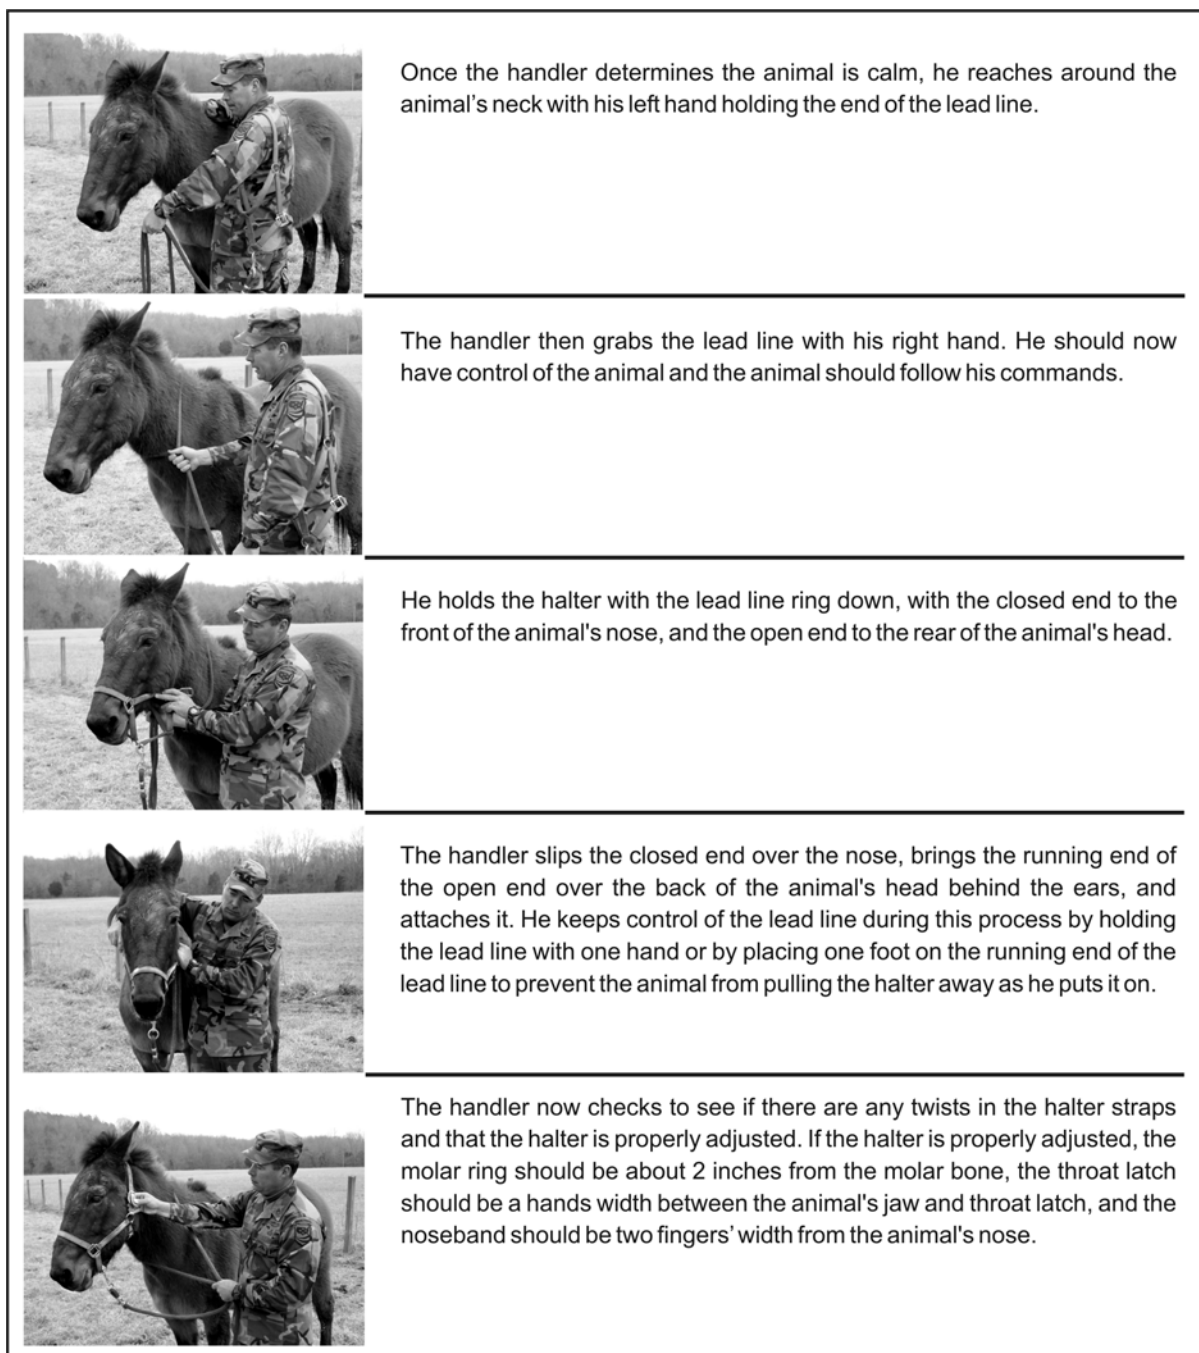 Once the handler determines the animal is calm, he reaches around the
animal's neck with his left hand holding the end of the lead line.
The handler then grabs the lead line with his right hand. He should now
have control of the animal and the animal should follow his commands.
He holds the halter with the lead line ring down, with the closed end to the
front of the animal's nose, and the open end to the rear of the animal's head.
The handler slips the closed end over the nose, brings the running end of
the open end over the back of the animal's head behind the ears, and
attaches it. He keeps control of the lead line during this process by holding
the lead line with one hand or by placing one foot on the running end of the
lead line to prevent the animal from pulling the halter away as he puts it on.
The handler now checks to see if there are any twists in the halter straps
and that the halter is properly adjusted. If the halter is properly adjusted, the
molar ring should be about 2 inches from the molar bone, the throat latch
should be a hands width between the animal's jaw and throat latch, and the
noseband should be two fingers' width from the animal's nose.